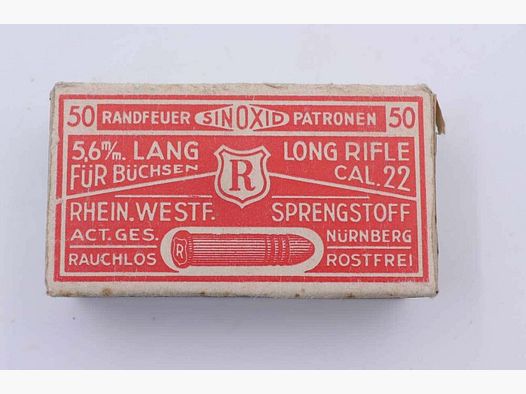 50 RANDFEUER SINOXID PATRONEN 50
5,6 m/m. LANG LONG RIFLE
FÜR BÜCHSEN R CAL. 22
RHEIN. WESTF. SPRENGSTOFF
ACT. GES. NÜRNBERG
R
RAUCHLOS ROSTFREI